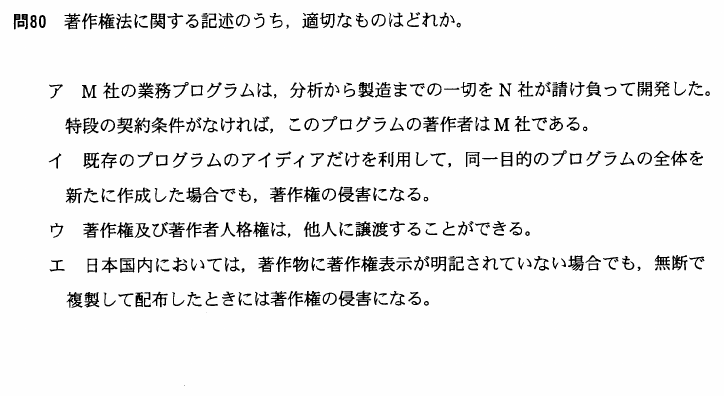 問80 著作権法に関する記述のうち，適切なものはどれか。
ア M社の業務プログラムは，分析から製造までの一切をN社が請け負って開発した。
特段の契約条件がなければ，このプログラムの著作者はM社である。
イ 既存のプログラムのアイディアだけを利用して，同一目的のプログラムの全体を
新たに作成した場合でも，著作権の侵害になる。
ウ 著作権及び著作者人格権は，他人に譲渡することができる。
エ 日本国内においては，著作物に著作権表示が明記されていない場合でも，無断で
複製して配布したときには著作権の侵害になる。